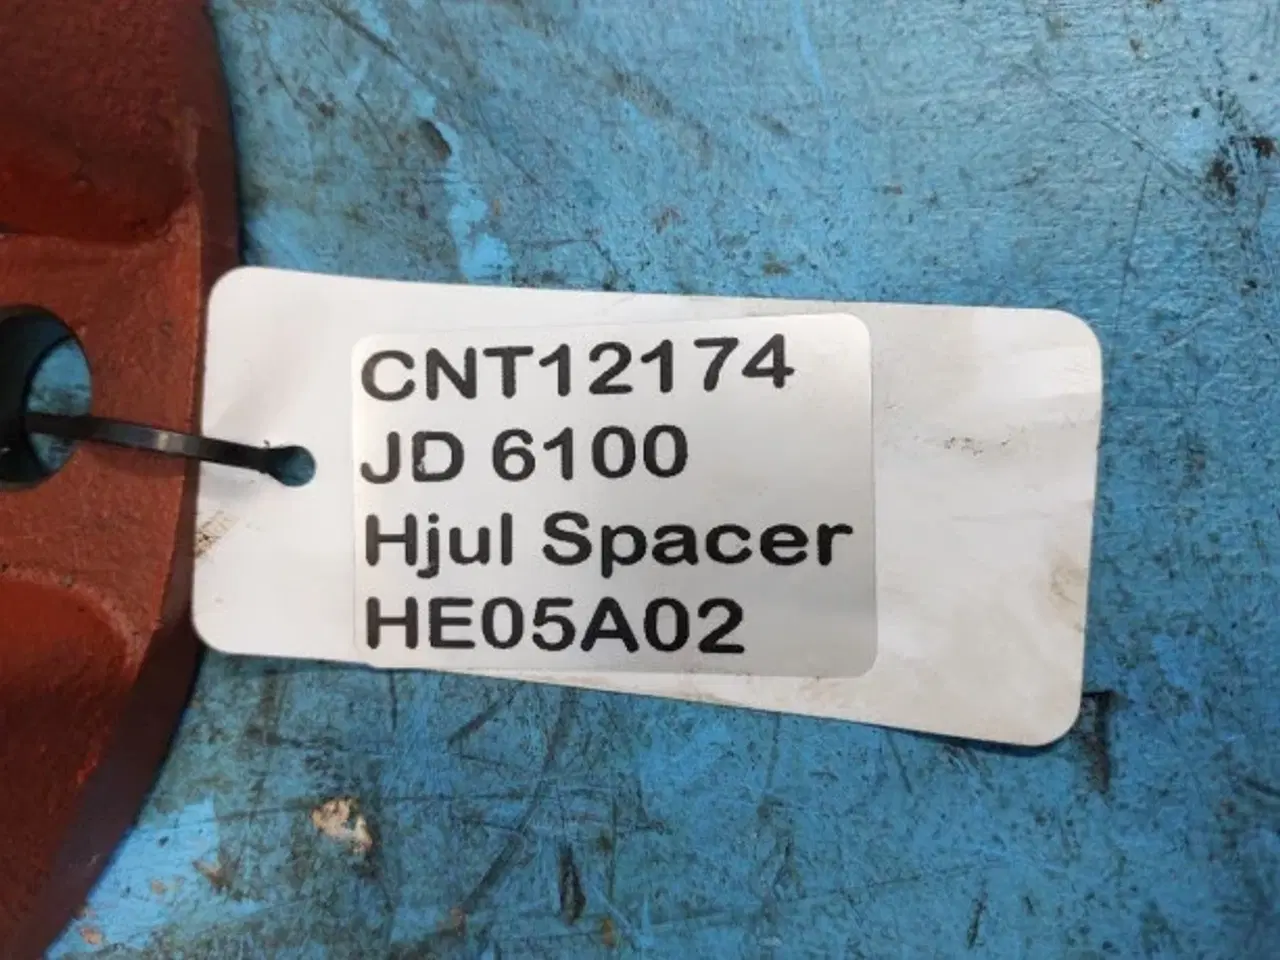 CNT12174
JD 6100
Hjul Spacer
HE05A02